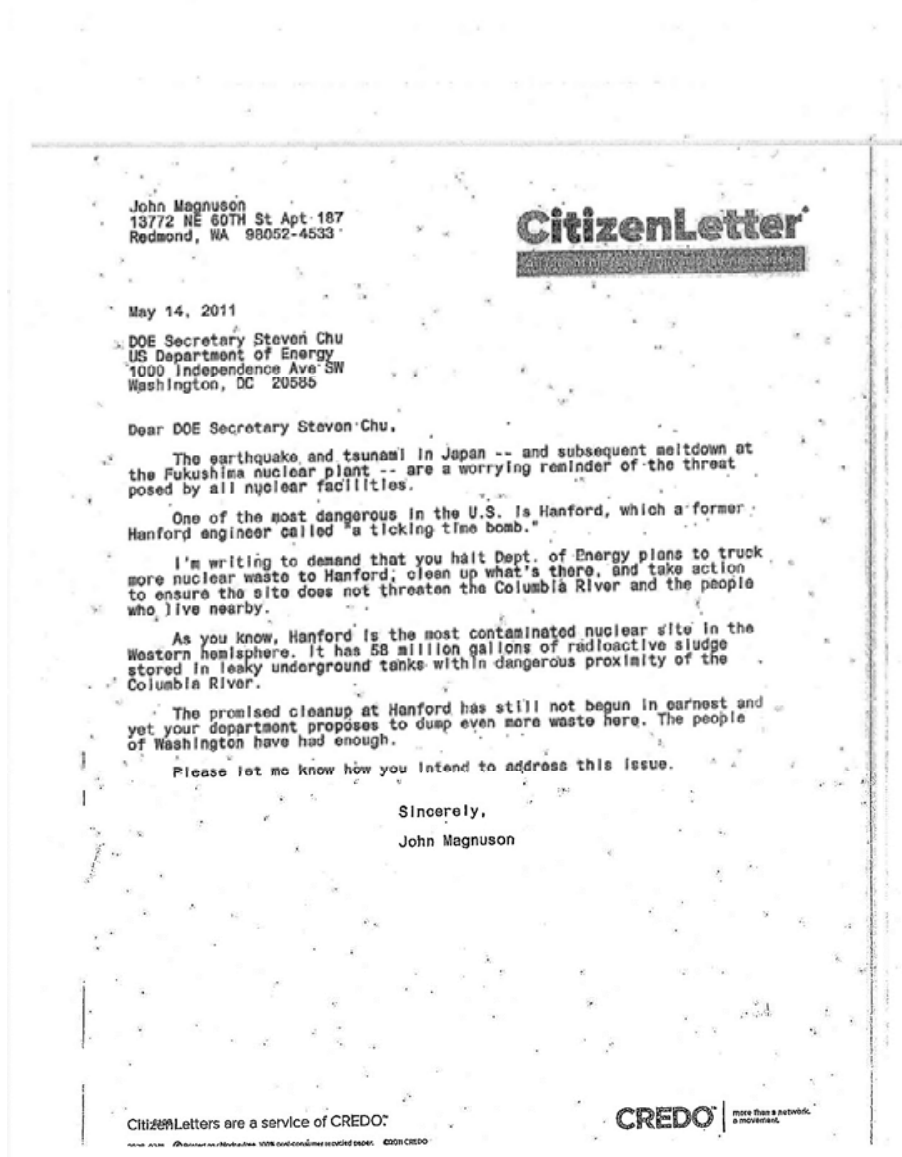 John Magnuson
13772 NE 60TH St Apt 187
Redmond, WA 98052-4533
CitizenLetter
May 14, 2011
DOE Secretary Steven Chu
US Department of Energy
1000 Independence Ave SW
Washington, DC 20585
Dear DOE Secretary Steven Chu,
The earthquake and tsunami in Japan -- and subsequent meltdown at
the Fukushima nuclear plant -- are a worrying reminder of the threat
posed by all nuclear facilities.
One of the most dangerous in the U.S. is Hanford, which a former
Hanford engineer called "a ticking time bomb."
I'm writing to demand that you halt Dept. of Energy plans to truck
more nuclear waste to Hanford; clean up what's there, and take action
to ensure the site does not threaten the Columbia River and the people
who live nearby.
As you know, Hanford is the most contaminated nuclear site in the
Western hemisphere. It has 58 million gallons of radioactive sludge
stored in leaky underground tanks within dangerous proximity of the
Columbia River.
The promised cleanup at Hanford has still not begun in earnest and
yet your department proposes to dump even more waste here. The people
of Washington have had enough.
Please let me know how you intend to address this issue.
Sincerely,
John Magnuson
CitizenLetters are a service of CREDO.™
CREDO more than a network.
a movement.
100% post-consumer recycled paper. ©2011 CREDO